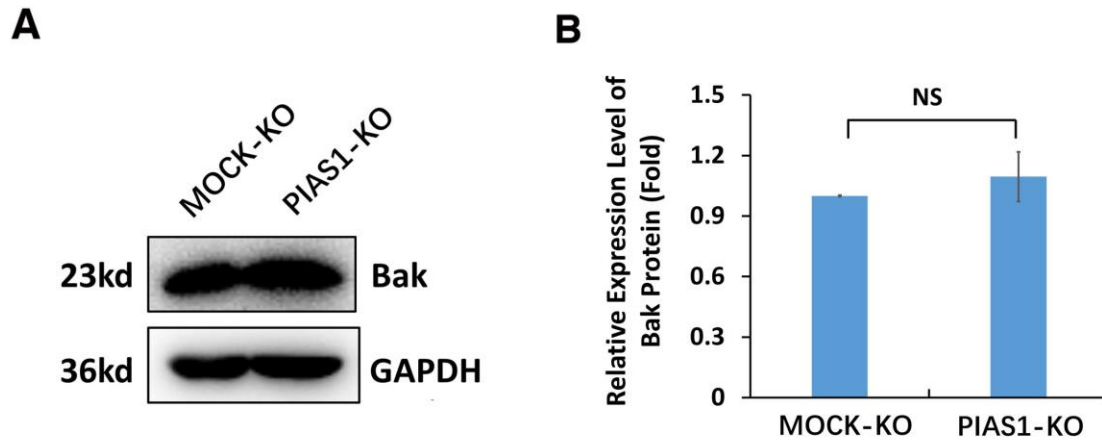 A
MOCK-KO
PIAS1-KO
23kd
Bak
36kd
GAPDH
B
Relative Expression Level of
Bak Protein (Fold)
1.5
1.2
0.9
0.6
0.3
0
NS
MOCK-KO
PIAS1-KO